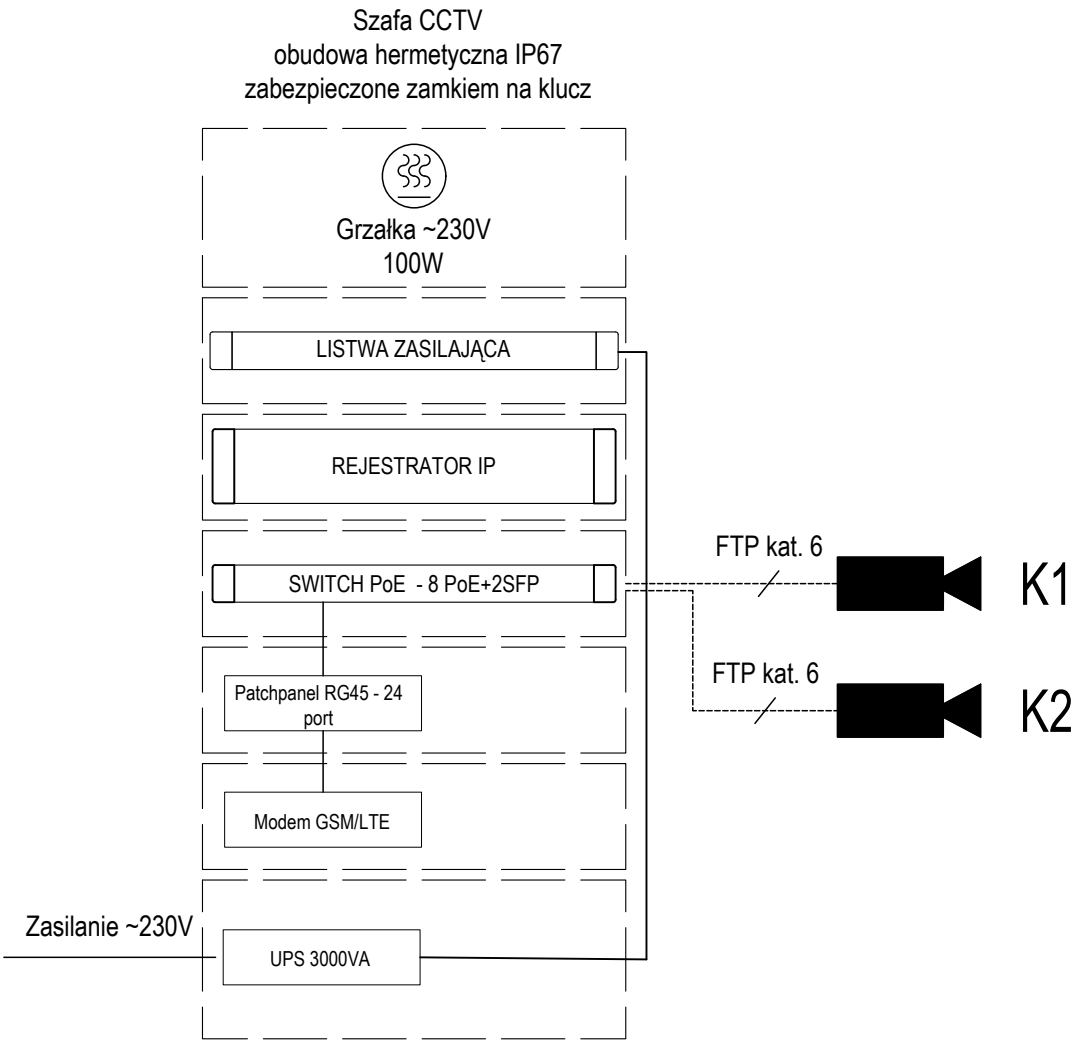 Szafa CCTV
obudowa hermetyczna IP67
zabezpieczone zamkiem na klucz
Grzałka ~230V
100W
LISTWA ZASILAJĄCA
REJESTRATOR IP
SWITCH PoE - 8 PoE+2SFP
FTP kat. 6
K1
FTP kat. 6
K2
Patchpanel RG45 - 24
port
Modem GSM/LTE
Zasilanie ~230V
UPS 3000VA